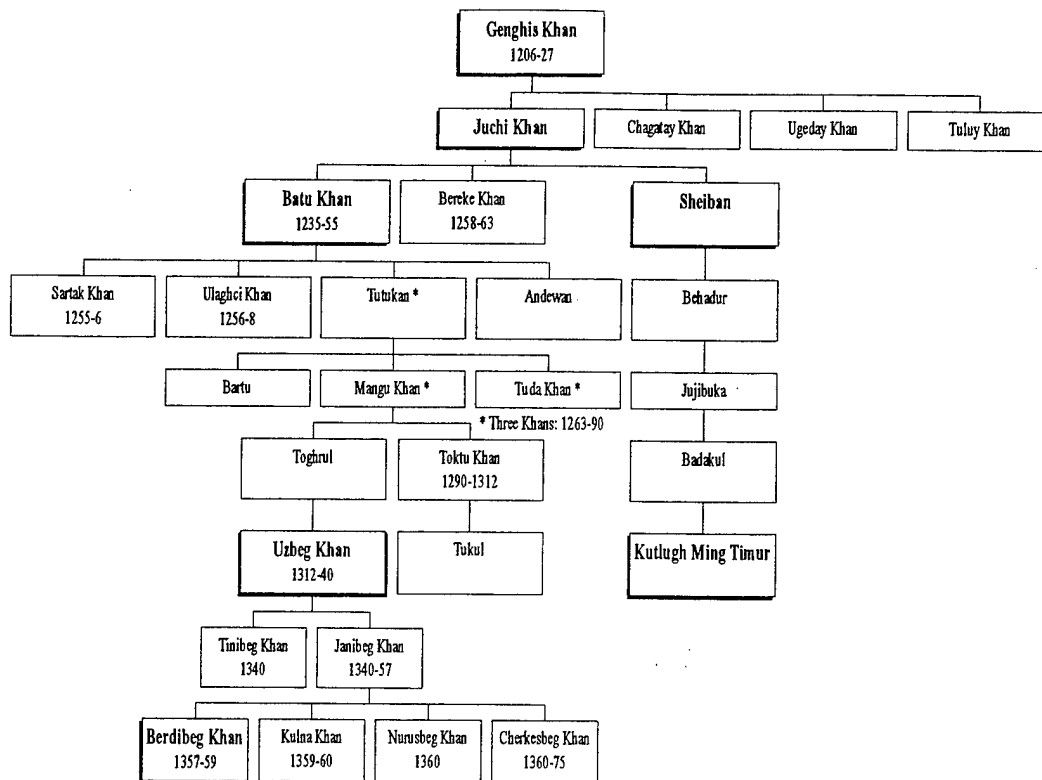 Genghis Khan
1206-27
Juchi Khan
Chagatay Khan
Ugeday Khan
Tuluy Khan
Batu Khan
1235-55
Bereke Khan
1258-63
Sheiban
Sartak Khan
1255-6
Ulaghci Khan
1256-8
Tutukan *
Andewan
Behadur
Bartu
Mangu Khan *
Tuda Khan *
Jujibuka
* Three Khans: 1263-90
Toghrul
Toktu Khan
1290-1312
Badakul
Uzbeg Khan
1312-40
Tukul
Kutlugh Ming Timur
Tinibeg Khan
1340
Janibeg Khan
1340-57
Berdibeg Khan
1357-59
Kulna Khan
1359-60
Nurusbeg Khan
1360
Cherkesbeg Khan
1360-75